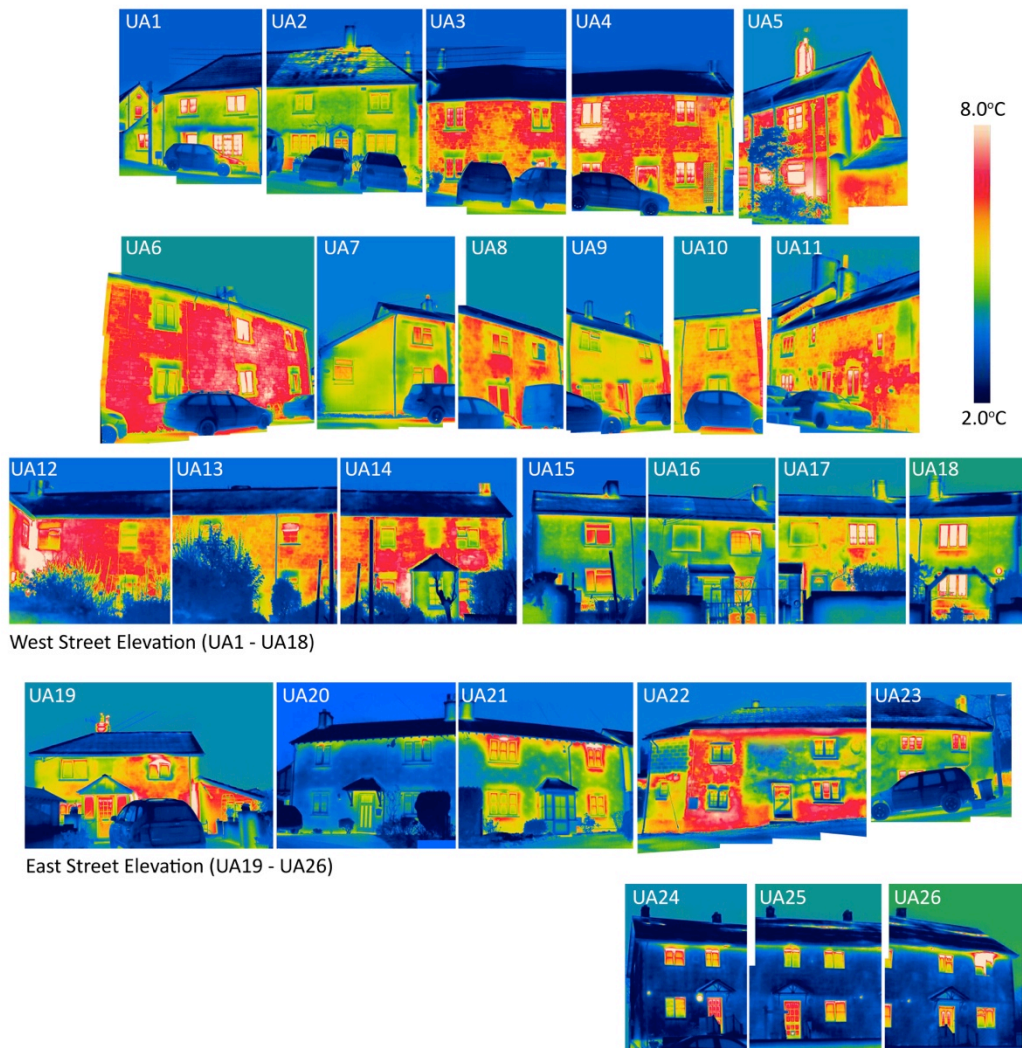 UA1 UA2 UA3 UA4 UA5
8.0°C
UA6 UA7 UA8 UA9 UA10 UA11
2.0°C
UA12 UA13 UA14 UA15 UA16 UA17 UA18
West Street Elevation (UA1 - UA18)
UA19 UA20 UA21 UA22 UA23
East Street Elevation (UA19 - UA26)
UA24 UA25 UA26